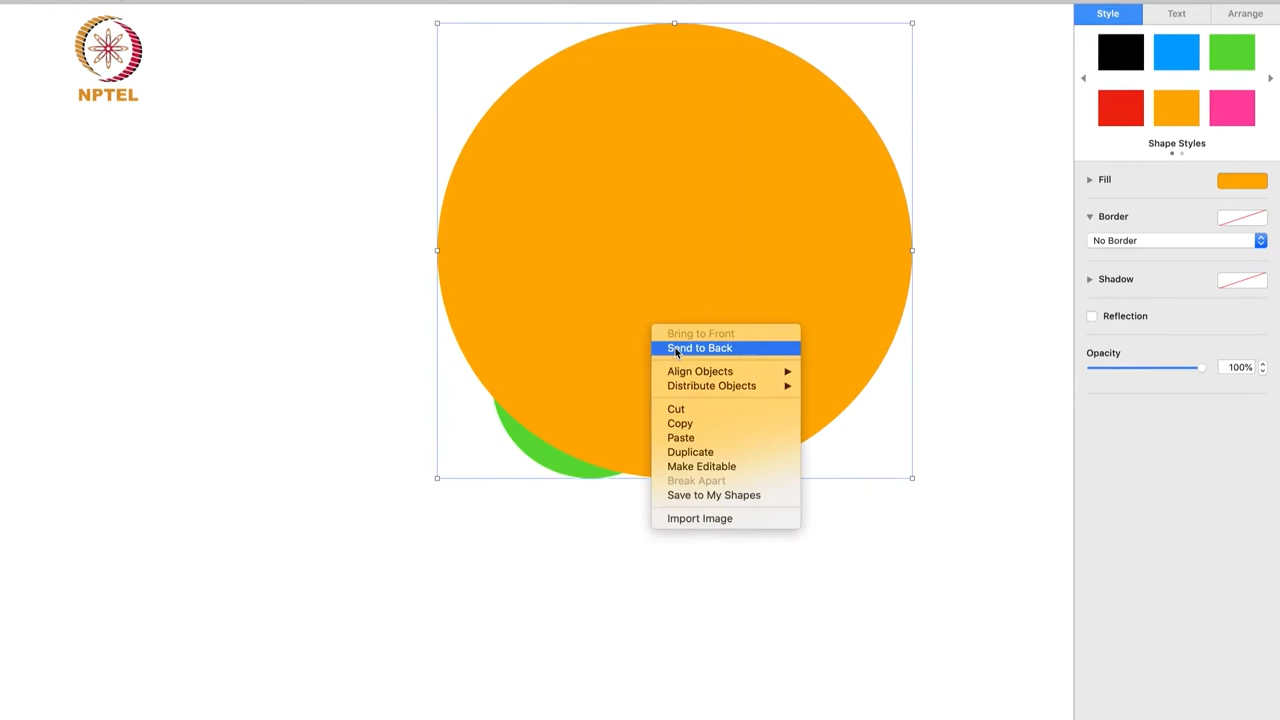 NPTEL
Bring to Front
Send to Back
Align Objects
Distribute Objects
Cut
Copy
Paste
Duplicate
Make Editable
Break Apart
Save to My Shapes
Import Image
Style Text Arrange
Shape Styles
Fill
Border
No Border
Shadow
Reflection
Opacity
100%